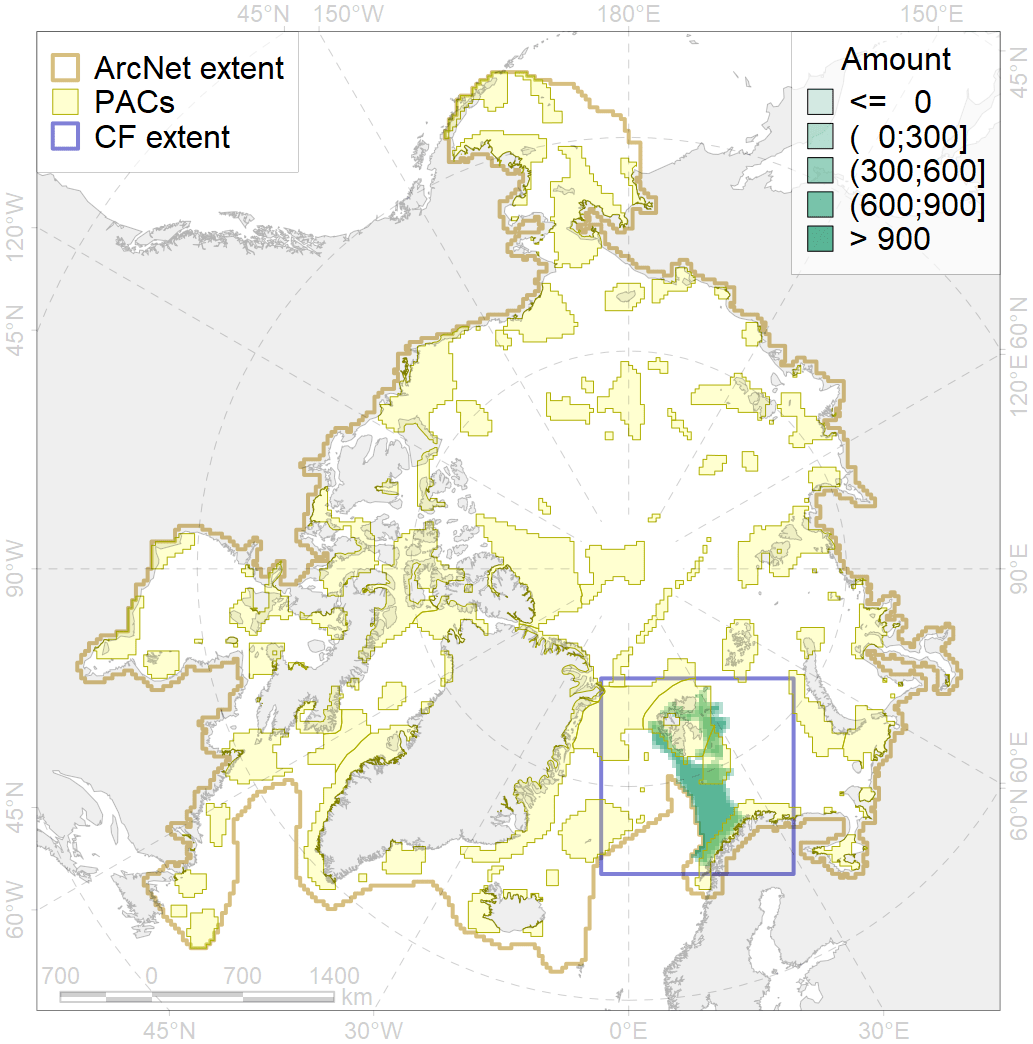 45°N 150°W 180°E 150°E
ArcNet extent
PACs
CF extent
Amount
<= 0
( 0;300]
(300;600]
(600;900]
> 900
45°N
120°W
45°N
90°W
45°N
60°W
60°N
120°E
90°E
60°N
60°E
700 0 700 1400
km
45°N 30°W 0°E 30°E